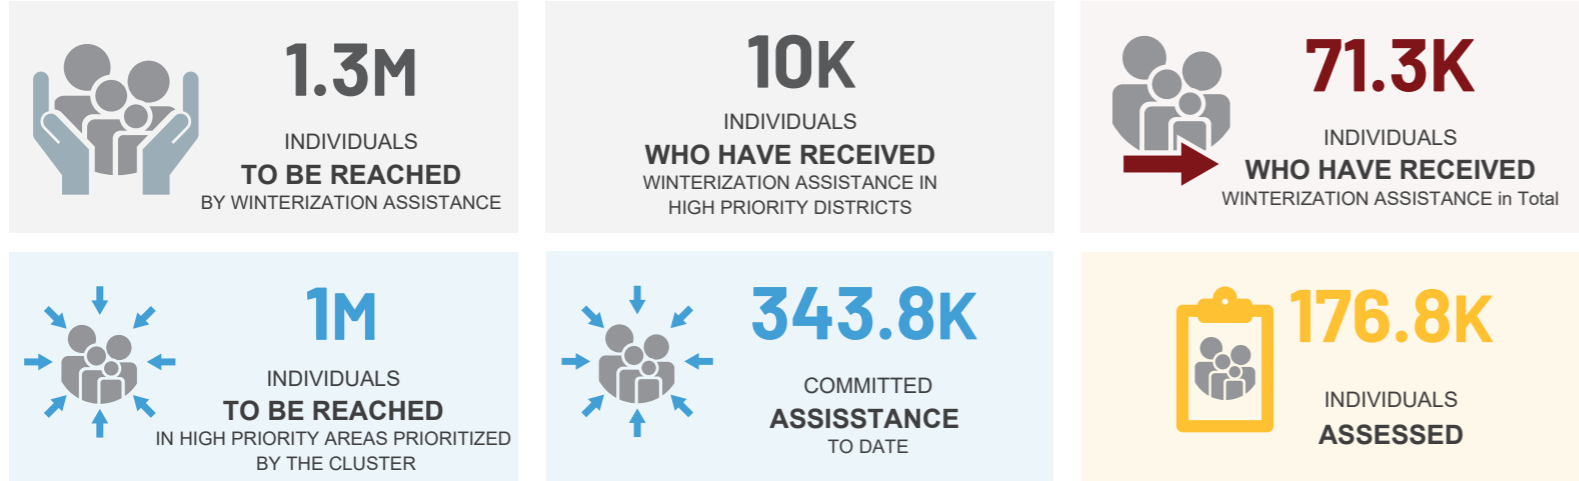 1.3M
INDIVIDUALS
TO BE REACHED
BY WINTERIZATION ASSISTANCE
10K
INDIVIDUALS
WHO HAVE RECEIVED
WINTERIZATION ASSISTANCE IN
HIGH PRIORITY DISTRICTS
71.3K
INDIVIDUALS
WHO HAVE RECEIVED
WINTERIZATION ASSISTANCE in Total
1M
INDIVIDUALS
TO BE REACHED
IN HIGH PRIORITY AREAS PRIORITIZED
BY THE CLUSTER
343.8K
COMMITTED
ASSISSTANCE
TO DATE
176.8K
INDIVIDUALS
ASSESSED